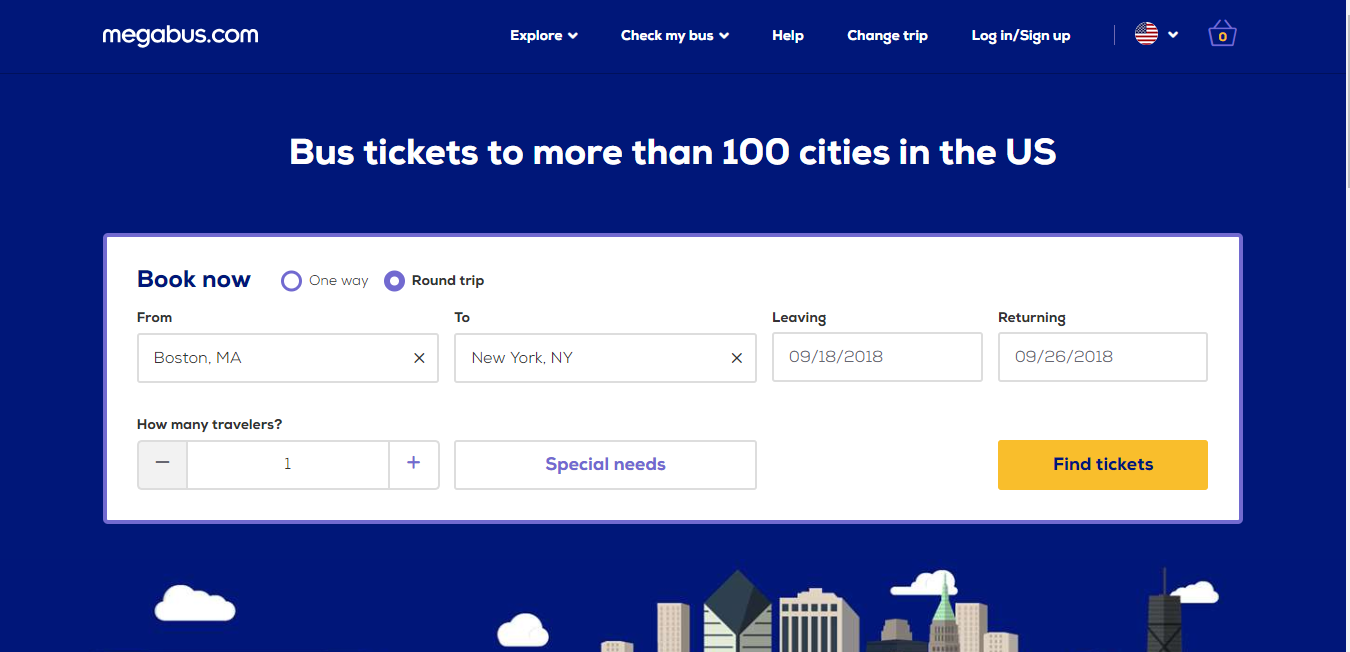 megabus.com
Explore
Check my bus
Help
Change trip
Log in/Sign up
0
Bus tickets to more than 100 cities in the US
Book now
One way
Round trip
From
To
Leaving
Returning
Boston, MA
New York, NY
09/18/2018
09/26/2018
How many travelers?
1
Special needs
Find tickets